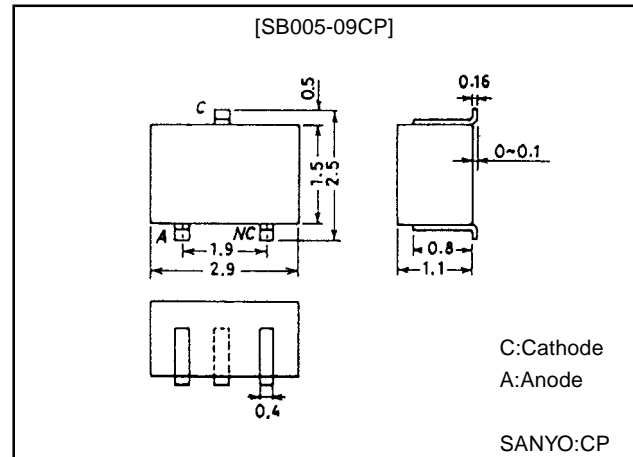 [SB005-09CP]
C
0.5
0.16
1.5
2.5
0~0.1
A
NC
1.9
2.9
0.8
1.1
0.4
C:Cathode
A:Anode
SANYO:CP